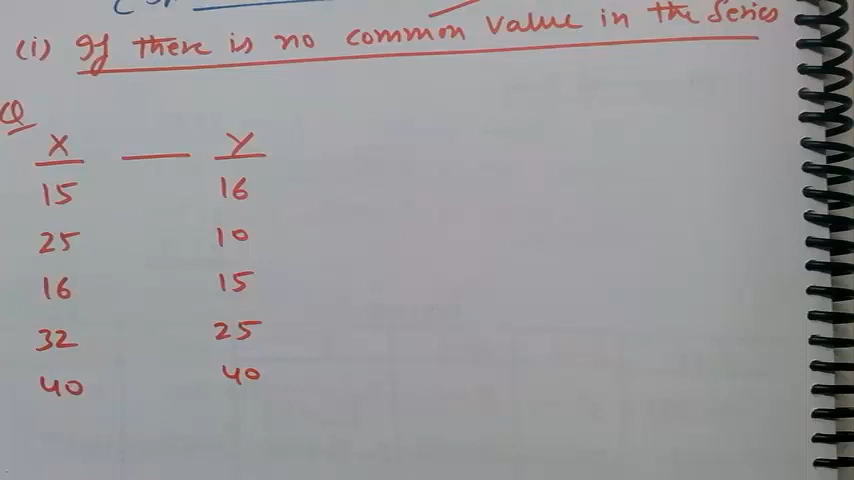 (i) If there is no common value in the series
Q
X Y
15 16
25 10
16 15
32 25
40 40